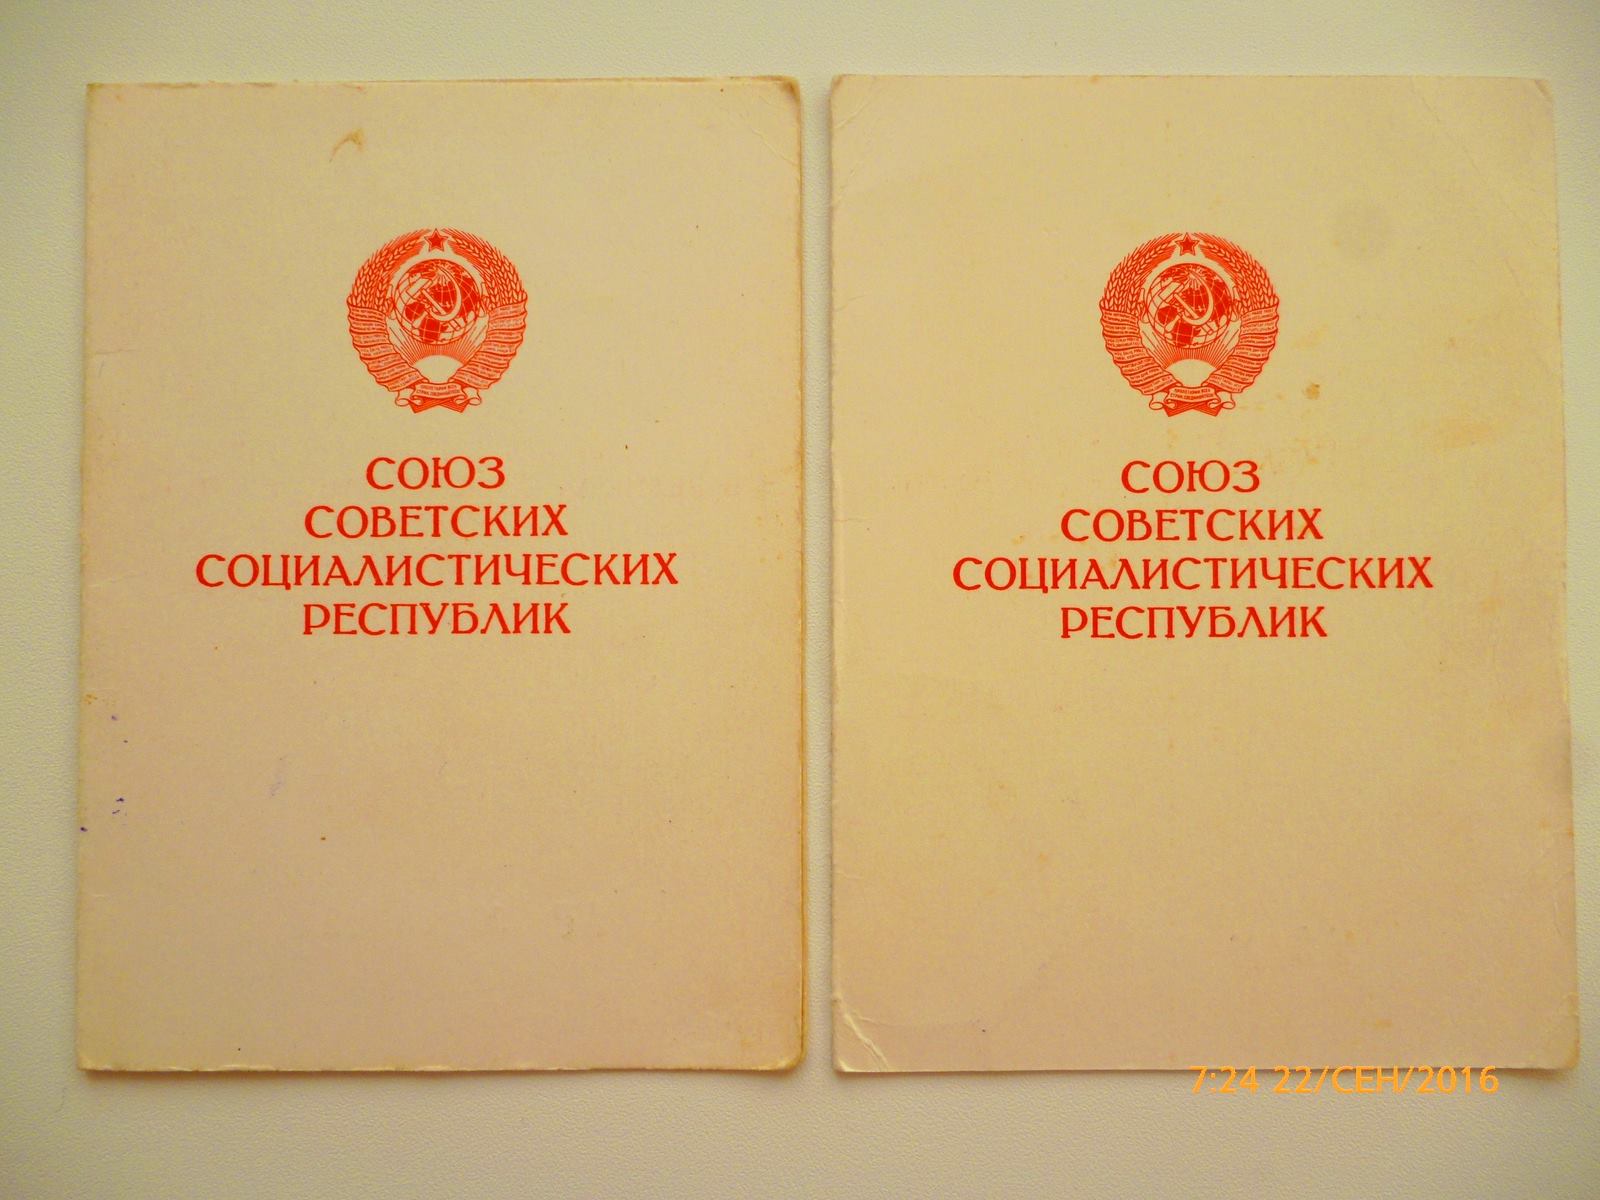 СОЮЗ
СОВЕТСКИХ
СОЦИАЛИСТИЧЕСКИХ
РЕСПУБЛИК
СОЮЗ
СОВЕТСКИХ
СОЦИАЛИСТИЧЕСКИХ
РЕСПУБЛИК
7:24 22/СЕН/2016